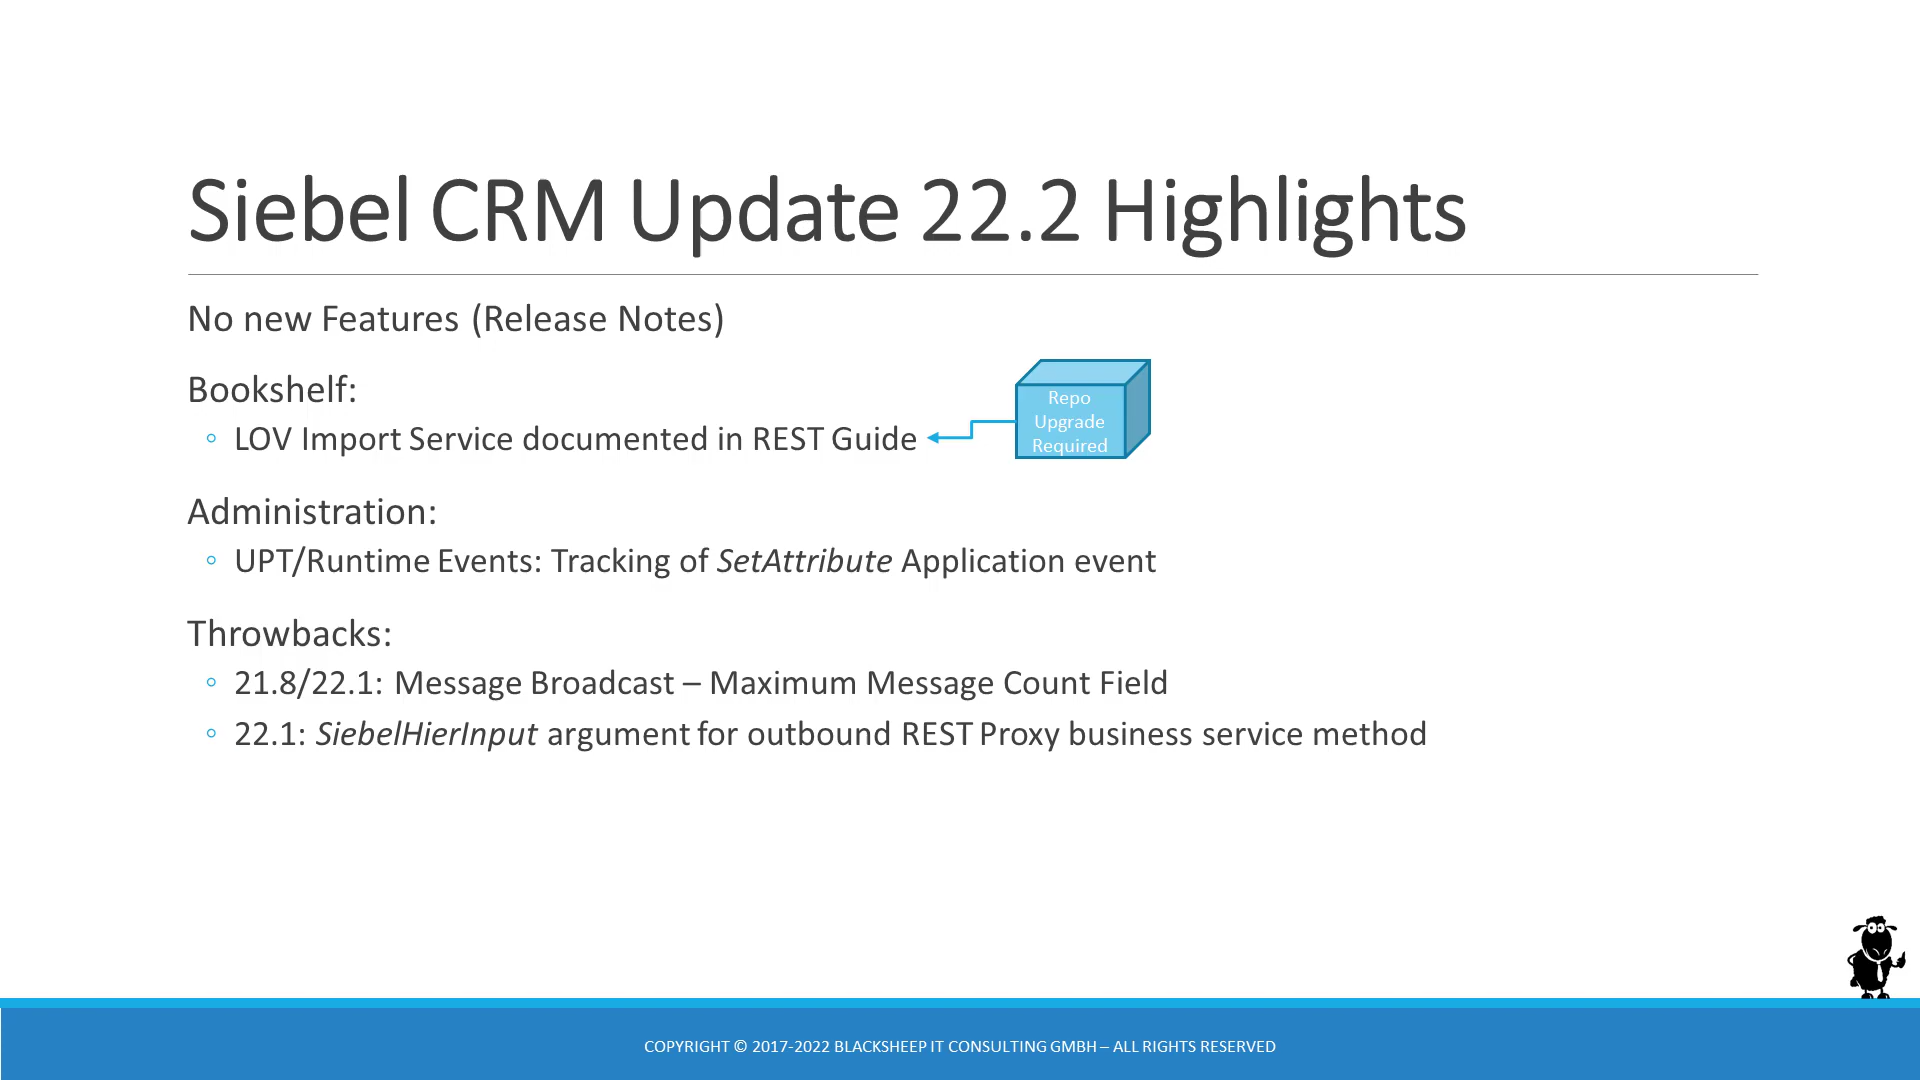 Siebel CRM Update 22.2 Highlights
No new Features (Release Notes)
Bookshelf:
◦ LOV Import Service documented in REST Guide
Repo
Upgrade
Required
Administration:
◦ UPT/Runtime Events: Tracking of SetAttribute Application event
Throwbacks:
◦ 21.8/22.1: Message Broadcast – Maximum Message Count Field
◦ 22.1: SiebelHierInput argument for outbound REST Proxy business service method
COPYRIGHT © 2017-2022 BLACKSHEEP IT CONSULTING GMBH – ALL RIGHTS RESERVED